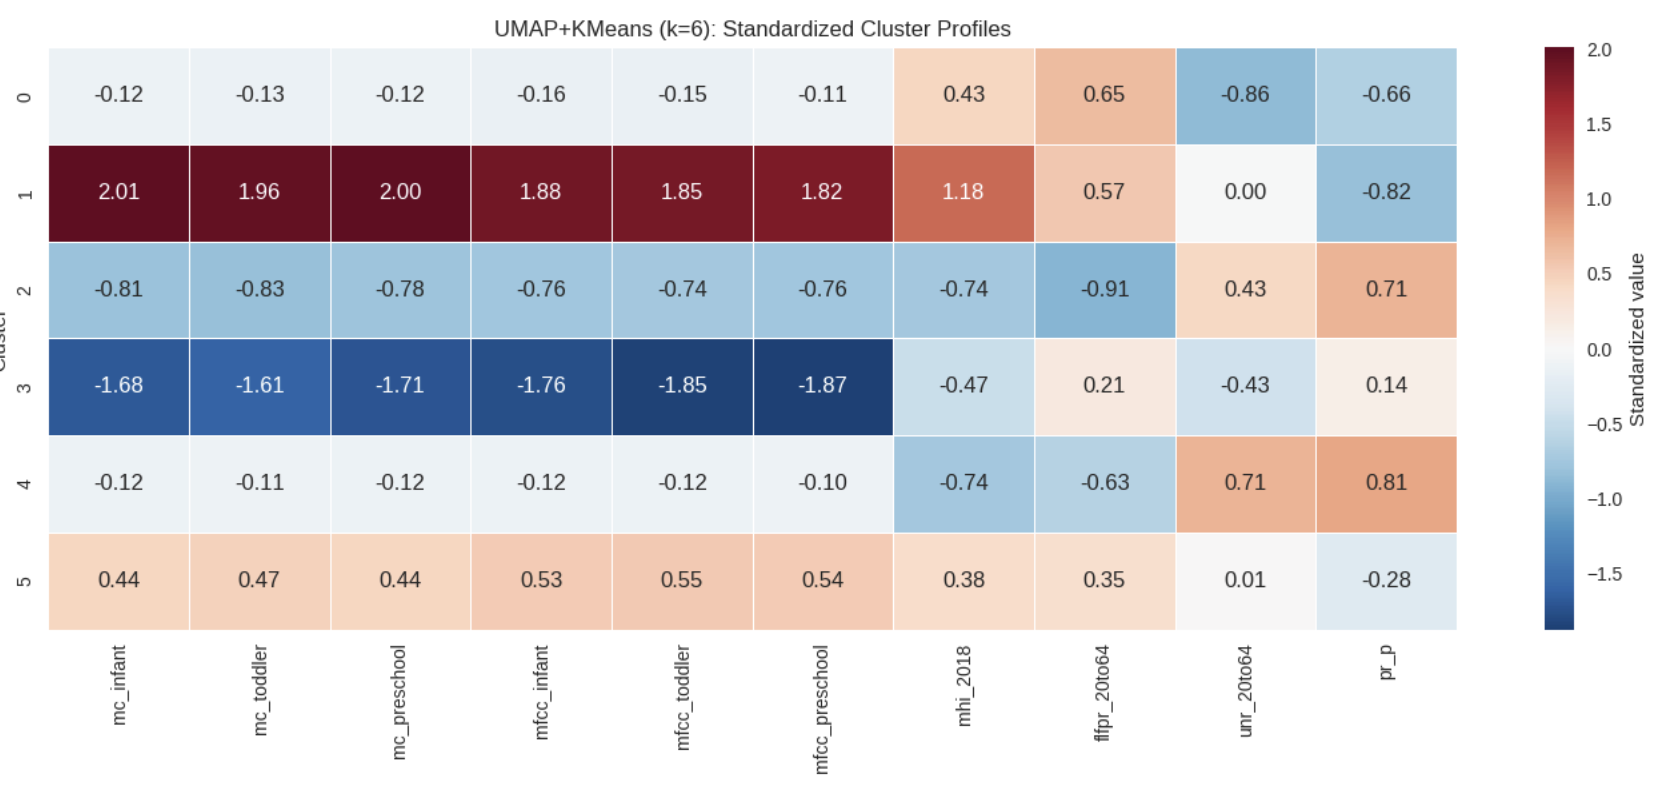 UMAP+KMeans (k=6): Standardized Cluster Profiles
0 -0.12 -0.13 -0.12 -0.16 -0.15 -0.11 0.43 0.65 -0.86 -0.66
1 2.01 1.96 2.00 1.88 1.85 1.82 1.18 0.57 0.00 -0.82
2 -0.81 -0.83 -0.78 -0.76 -0.74 -0.76 -0.74 -0.91 0.43 0.71
3 -1.68 -1.61 -1.71 -1.76 -1.85 -1.87 -0.47 0.21 -0.43 0.14
4 -0.12 -0.11 -0.12 -0.12 -0.12 -0.10 -0.74 -0.63 0.71 0.81
5 0.44 0.47 0.44 0.53 0.55 0.54 0.38 0.35 0.01 -0.28
Cluster
mc_infant
mc_toddler
mc_preschool
mfcc_infant
mfcc_toddler
mfcc_preschool
mhi_2018
flfpr_20to64
unr_20to64
pr_p
2.0
1.5
1.0
0.5
0.0
−0.5
−1.0
−1.5
Standardized value